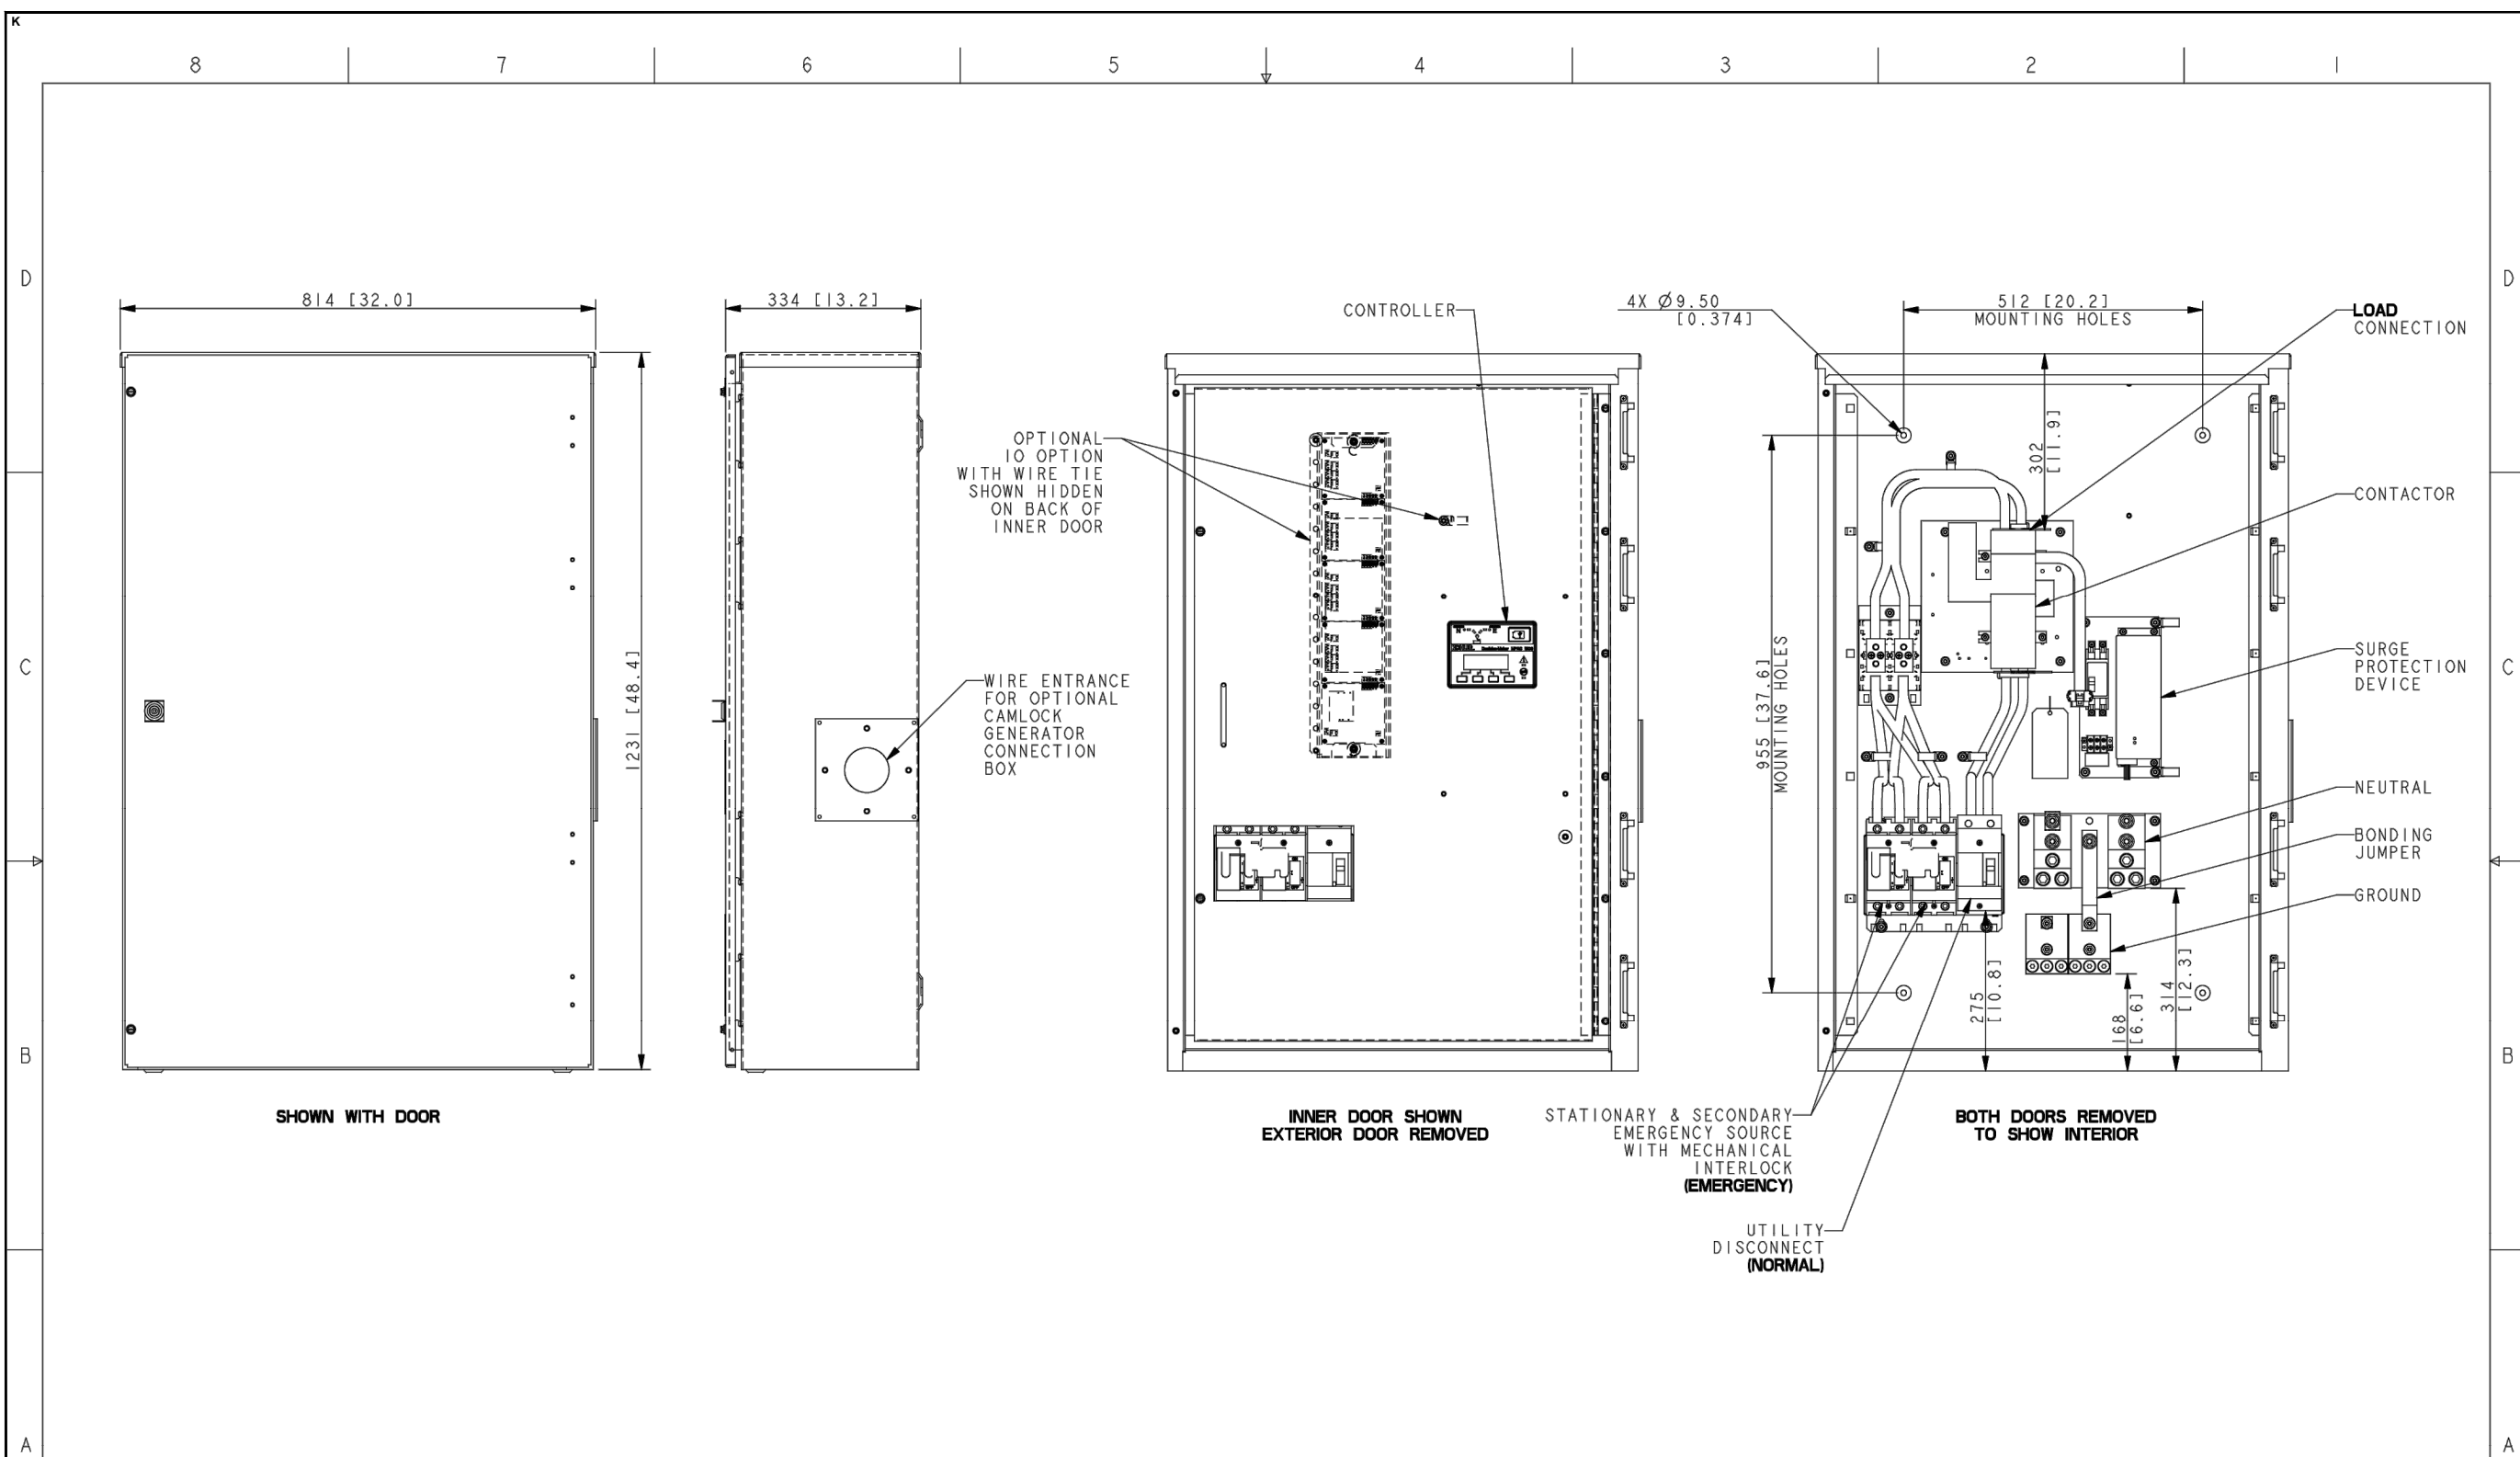 K
8
7
6
5
4
3
2
1
D
D
C
C
B
B
A
A
814 [32.0]
1231 [48.4]
SHOWN WITH DOOR
334 [13.2]
WIRE ENTRANCE
FOR OPTIONAL
CAMLOCK
GENERATOR
CONNECTION
BOX
OPTIONAL
IO OPTION
WITH WIRE TIE
SHOWN HIDDEN
ON BACK OF
INNER DOOR
CONTROLLER
KOHLER
INNER DOOR SHOWN
EXTERIOR DOOR REMOVED
4X Ø9.50
[0.374]
512 [20.2]
MOUNTING HOLES
302
[11.9]
955 [37.6]
MOUNTING HOLES
LOAD
CONNECTION
CONTACTOR
SURGE
PROTECTION
DEVICE
NEUTRAL
BONDING
JUMPER
GROUND
275
[10.8]
168
[6.6]
314
[12.3]
STATIONARY & SECONDARY
EMERGENCY SOURCE
WITH MECHANICAL
INTERLOCK
(EMERGENCY)
UTILITY
DISCONNECT
(NORMAL)
BOTH DOORS REMOVED
TO SHOW INTERIOR